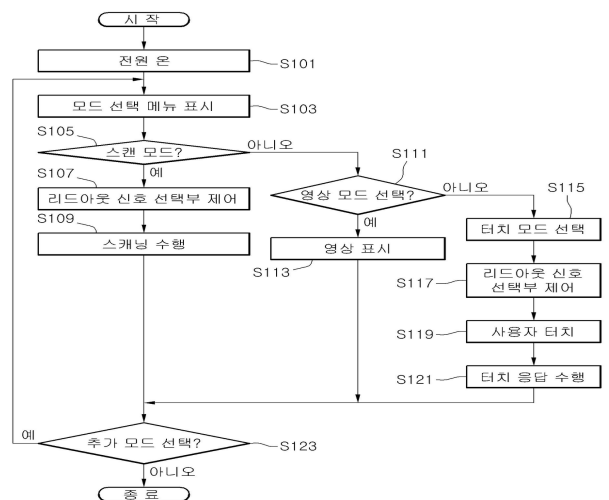 시 작
전원 온
S101
모드 선택 메뉴 표시
S103
S105
스캔 모드?
아니오
예
S107
리드아웃 신호 선택부 제어
S109
스캐닝 수행
S111
영상 모드 선택?
아니오
예
영상 표시
S113
S115
터치 모드 선택
리드아웃 신호
선택부 제어
S117
사용자 터치
S119
터치 응답 수행
S121
예
추가 모드 선택?
S123
아니오
종 료